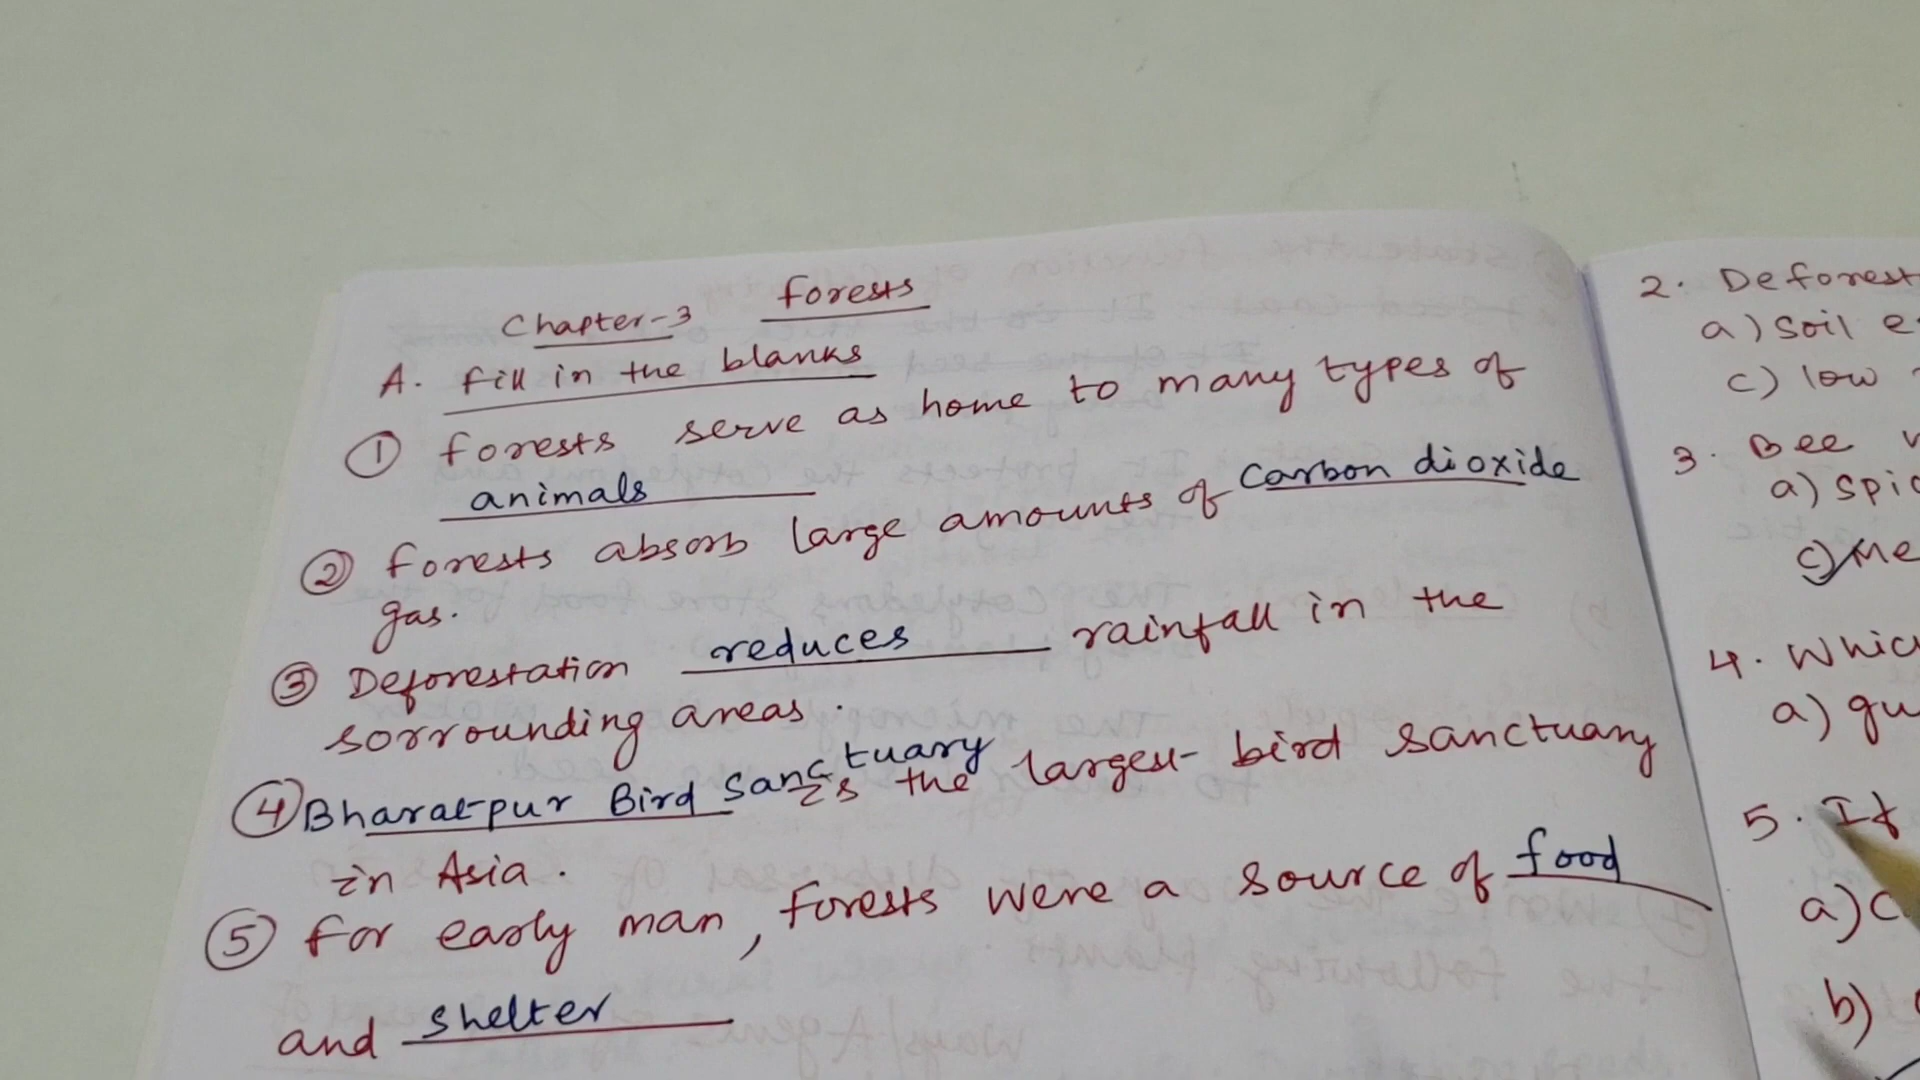 Chapter-3 Forests
A. Fill in the blanks
① Forests serve as home to many types of
animals
② Forests absorb large amounts of carbon dioxide
gas.
③ Deforestation reduces rainfall in the
sorrounding areas.
④ Bharatpur Bird Sanctuary is the largest bird sanctuary
in Asia.
⑤ For early man, forests were a source of food
and shelter
2. Deforest
a) Soil e
c) low
3. Bee
a) Spic
c) Me
4. Whic
a) gu
5. It
a) C
b)